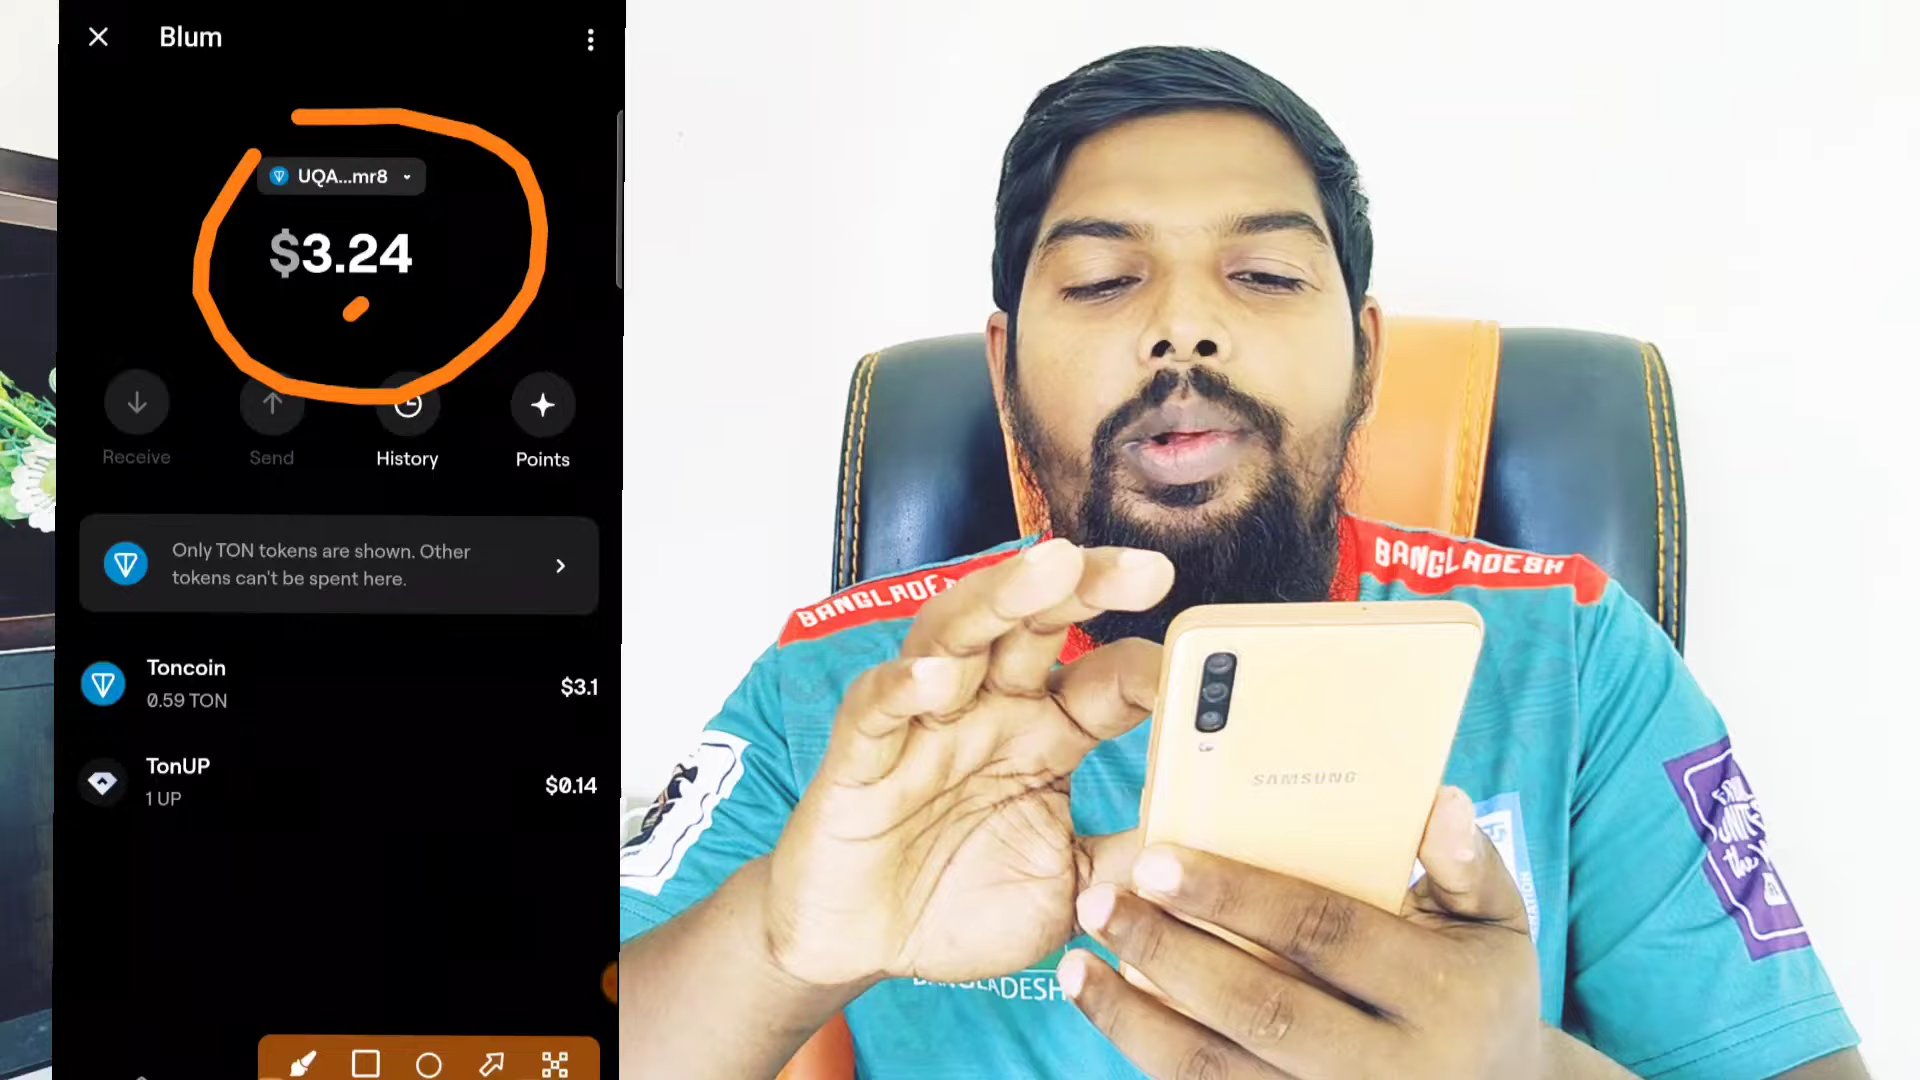 Blum
UQA...mr8
$3.24
Receive
Send
History
Points
Only TON tokens are shown. Other
tokens can't be spent here.
Toncoin
0.59 TON
$3.1
TonUP
1 UP
$0.14
BANGLADESH
SAMSUNG